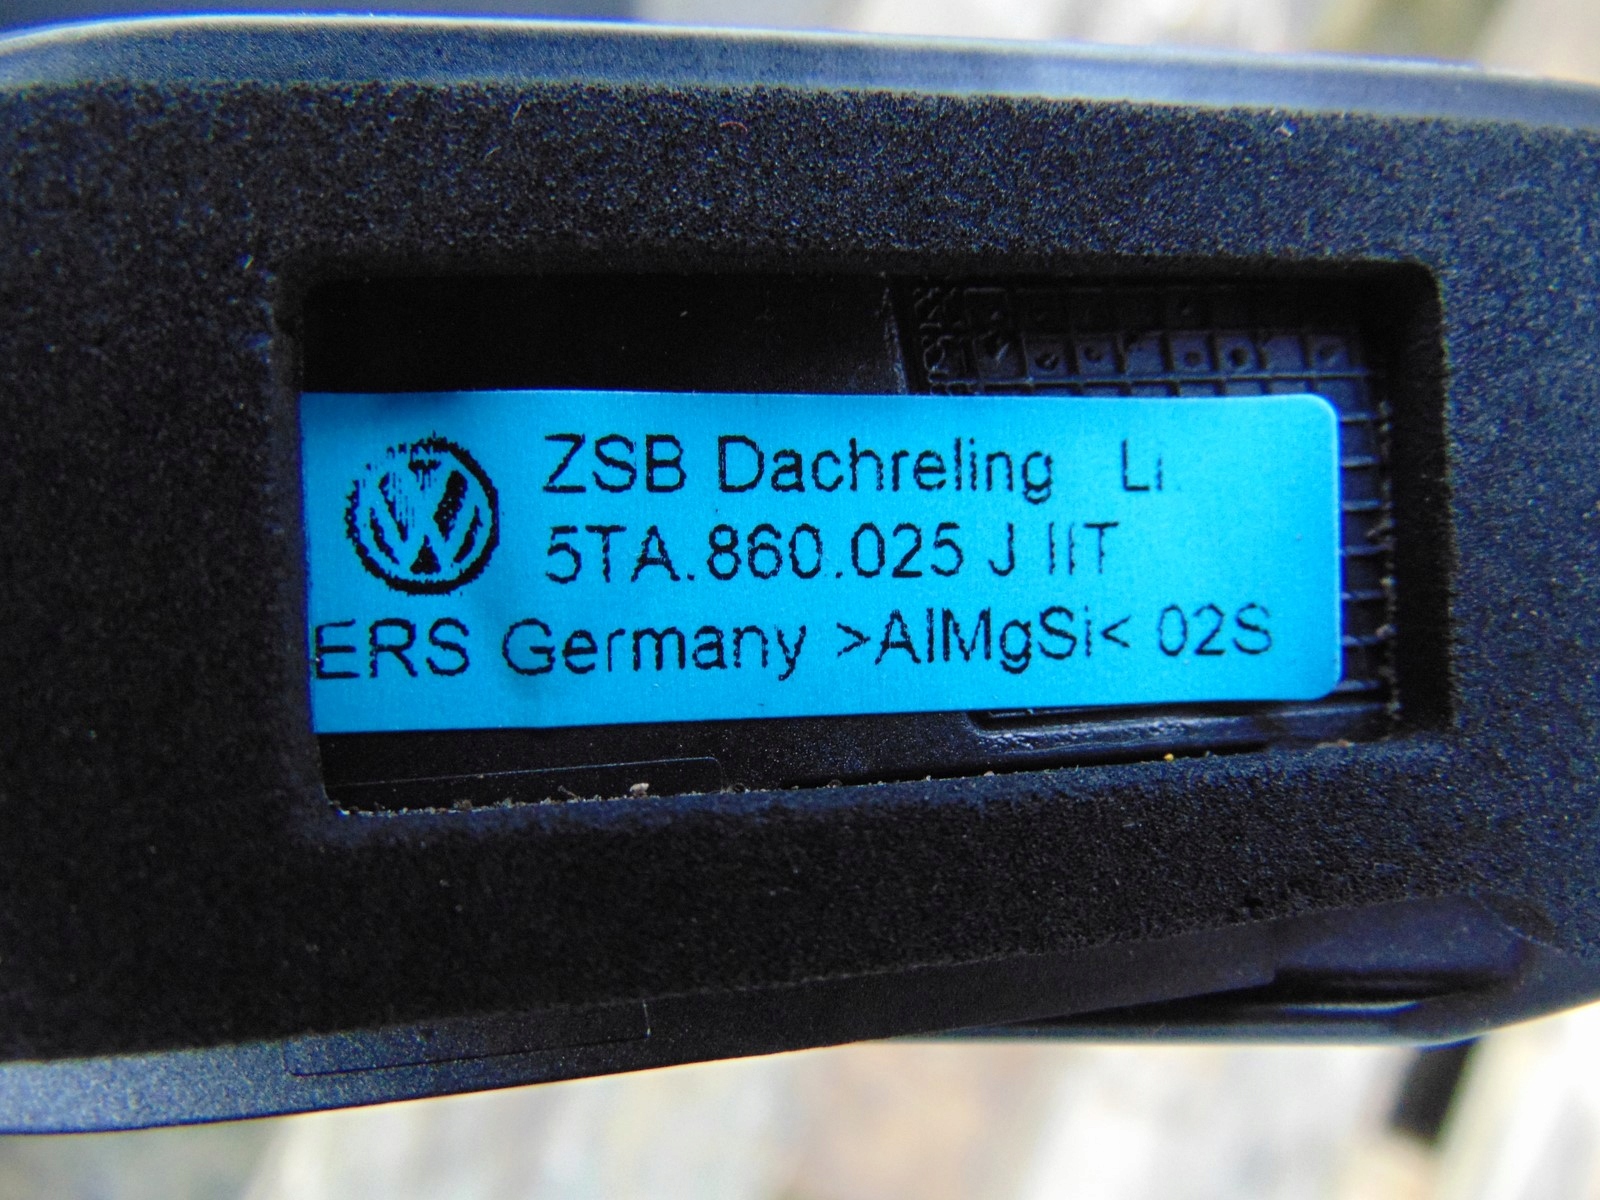 ZSB Dachreling Li.
5TA.860.025 J IIT
ERS Germany >AlMgSi< 02S